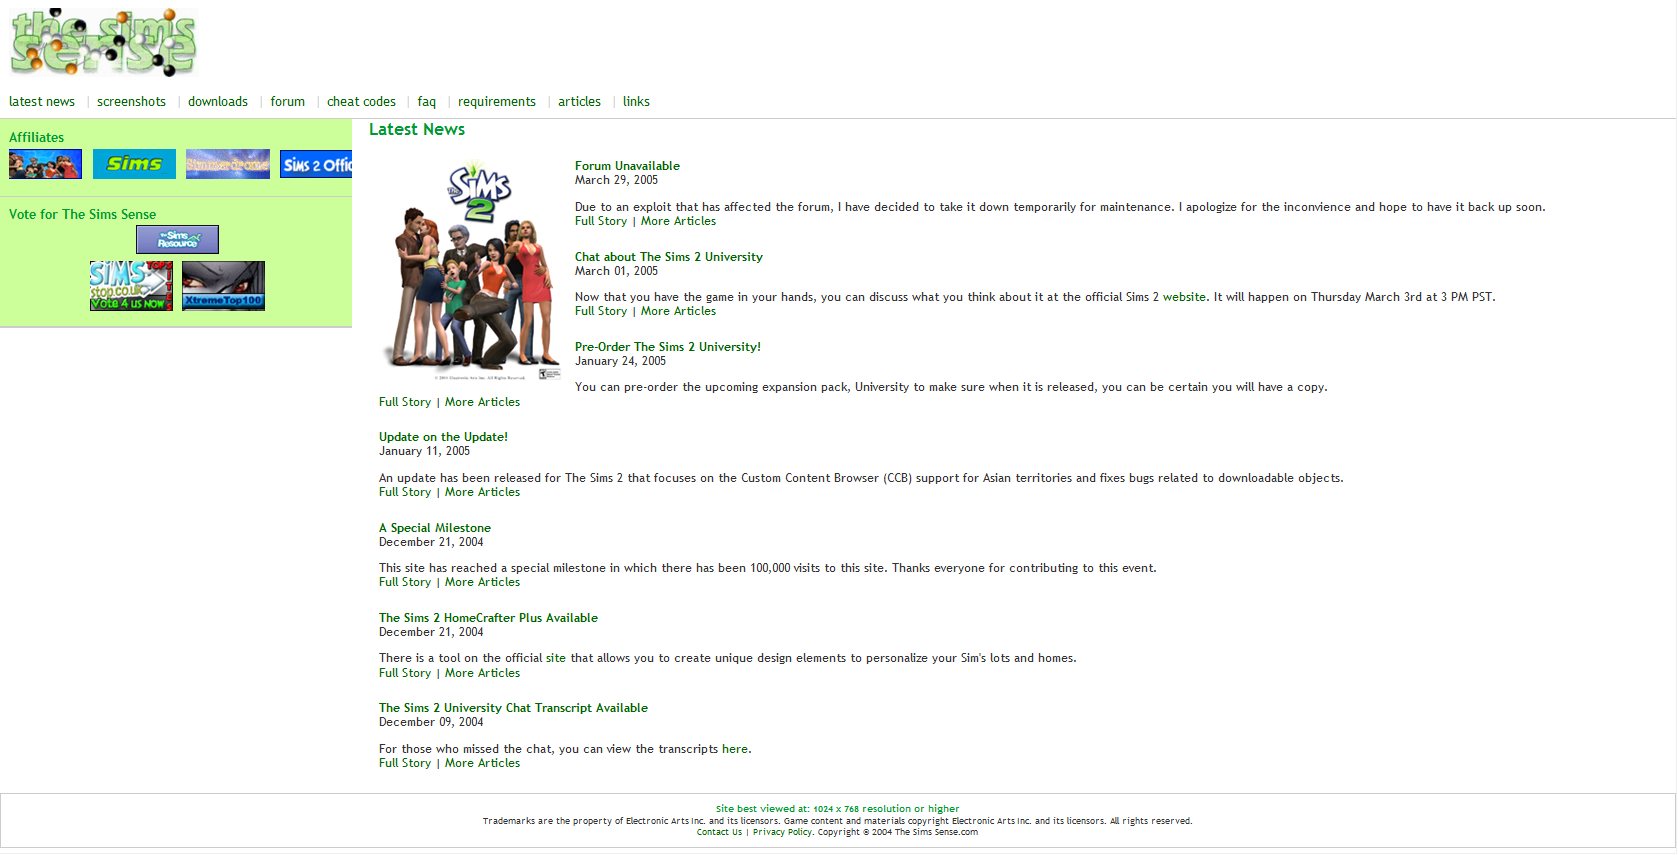 the sims
sense
latest news | screenshots | downloads | forum | cheat codes | faq | requirements | articles | links
Affiliates
Sims
Simmerdrome
Sims 2 Offic
Vote for The Sims Sense
The Sims Resource
SIMS
stop.co.uk
TOP
SITE
Vote 4 us Now
XtremeTop100
Latest News
The SIMS 2
Forum Unavailable
March 29, 2005
Due to an exploit that has affected the forum, I have decided to take it down temporarily for maintenance. I apologize for the inconvience and hope to have it back up soon.
Full Story | More Articles
Chat about The Sims 2 University
March 01, 2005
Now that you have the game in your hands, you can discuss what you think about it at the official Sims 2 website. It will happen on Thursday March 3rd at 3 PM PST.
Full Story | More Articles
Pre-Order The Sims 2 University!
January 24, 2005
You can pre-order the upcoming expansion pack, University to make sure when it is released, you can be certain you will have a copy.
© 2004 Electronic Arts Inc. All Rights Reserved.
Full Story | More Articles
Update on the Update!
January 11, 2005
An update has been released for The Sims 2 that focuses on the Custom Content Browser (CCB) support for Asian territories and fixes bugs related to downloadable objects.
Full Story | More Articles
A Special Milestone
December 21, 2004
This site has reached a special milestone in which there has been 100,000 visits to this site. Thanks everyone for contributing to this event.
Full Story | More Articles
The Sims 2 HomeCrafter Plus Available
December 21, 2004
There is a tool on the official site that allows you to create unique design elements to personalize your Sim's lots and homes.
Full Story | More Articles
The Sims 2 University Chat Transcript Available
December 09, 2004
For those who missed the chat, you can view the transcripts here.
Full Story | More Articles
Site best viewed at: 1024 x 768 resolution or higher
Trademarks are the property of Electronic Arts Inc. and its licensors. Game content and materials copyright Electronic Arts Inc. and its licensors. All rights reserved.
Contact Us | Privacy Policy. Copyright © 2004 The Sims Sense.com